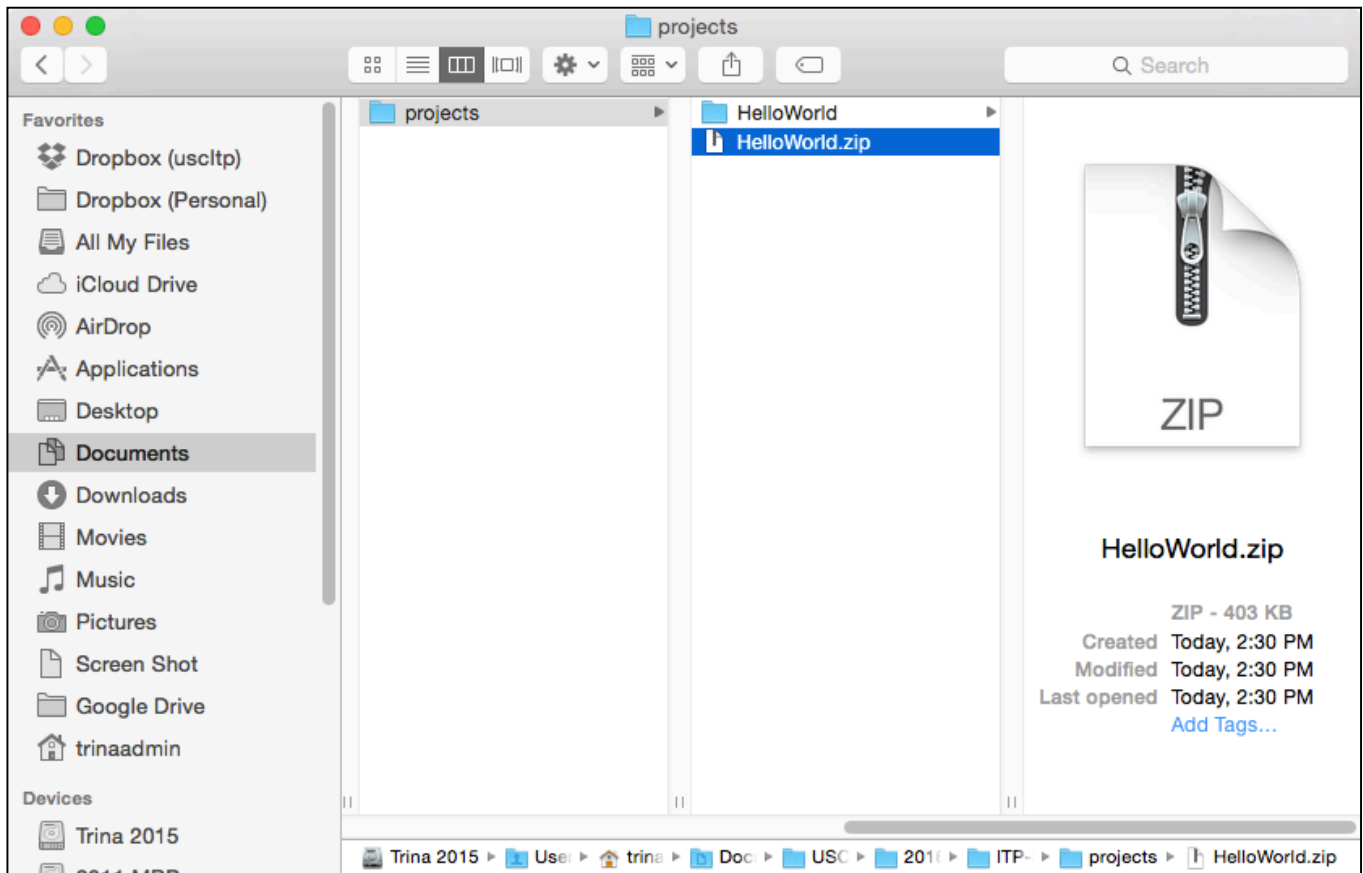 projects
Search
Favorites
Dropbox (uscltp)
Dropbox (Personal)
All My Files
iCloud Drive
AirDrop
Applications
Desktop
Documents
Downloads
Movies
Music
Pictures
Screen Shot
Google Drive
trinaadmin
Devices
Trina 2015
projects
HelloWorld
HelloWorld.zip
ZIP
HelloWorld.zip
ZIP - 403 KB
Created Today, 2:30 PM
Modified Today, 2:30 PM
Last opened Today, 2:30 PM
Add Tags...
Trina 2015 Use trina Doc USC 201 ITP- projects HelloWorld.zip